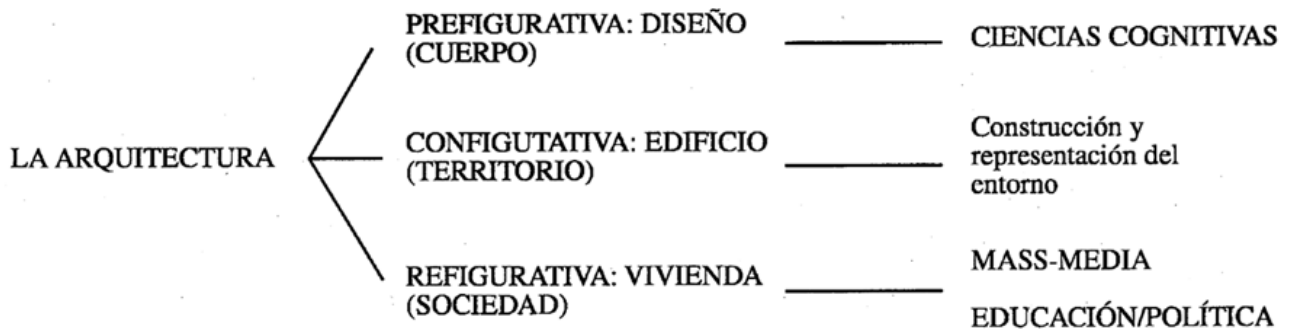 PREFIGURATIVA: DISEÑO
(CUERPO)
CIENCIAS COGNITIVAS
LA ARQUITECTURA
CONFIGUTATIVA: EDIFICIO
(TERRITORIO)
Construcción y
representación del
entorno
REFIGURATIVA: VIVIENDA
(SOCIEDAD)
MASS-MEDIA
EDUCACIÓN/POLÍTICA